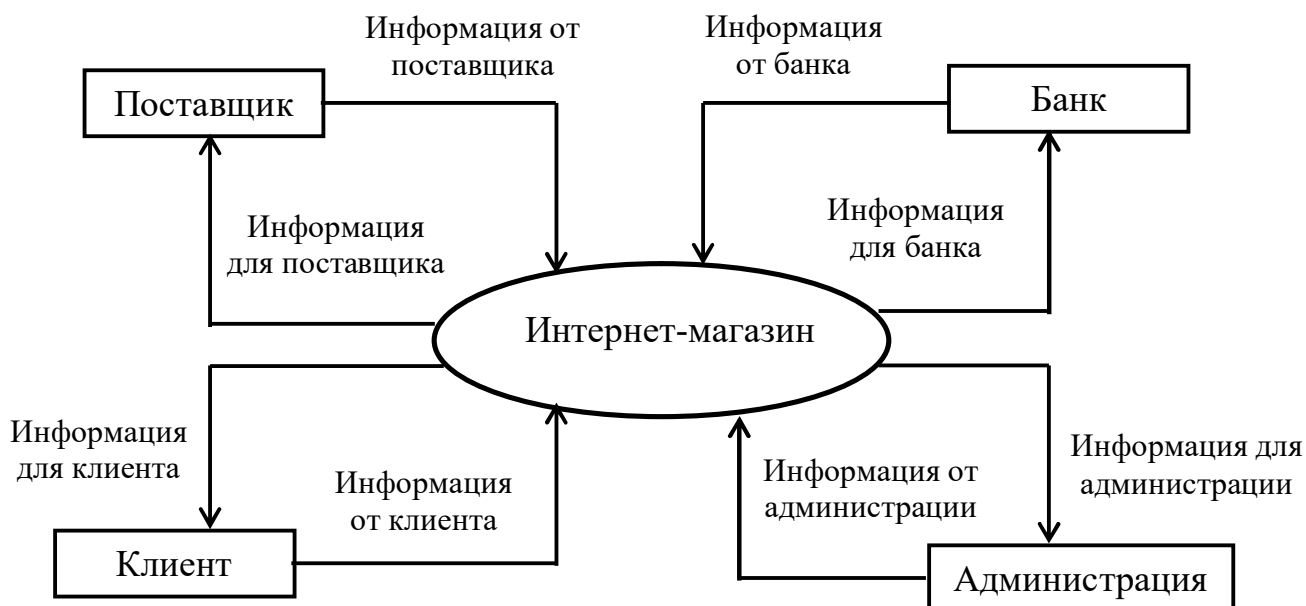 Информация от
поставщика
Информация
от банка
Поставщик
Банк
Информация
для поставщика
Информация
для банка
Интернет-магазин
Информация
для клиента
Информация
от клиента
Информация от
администрации
Информация для
администрации
Клиент
Администрация